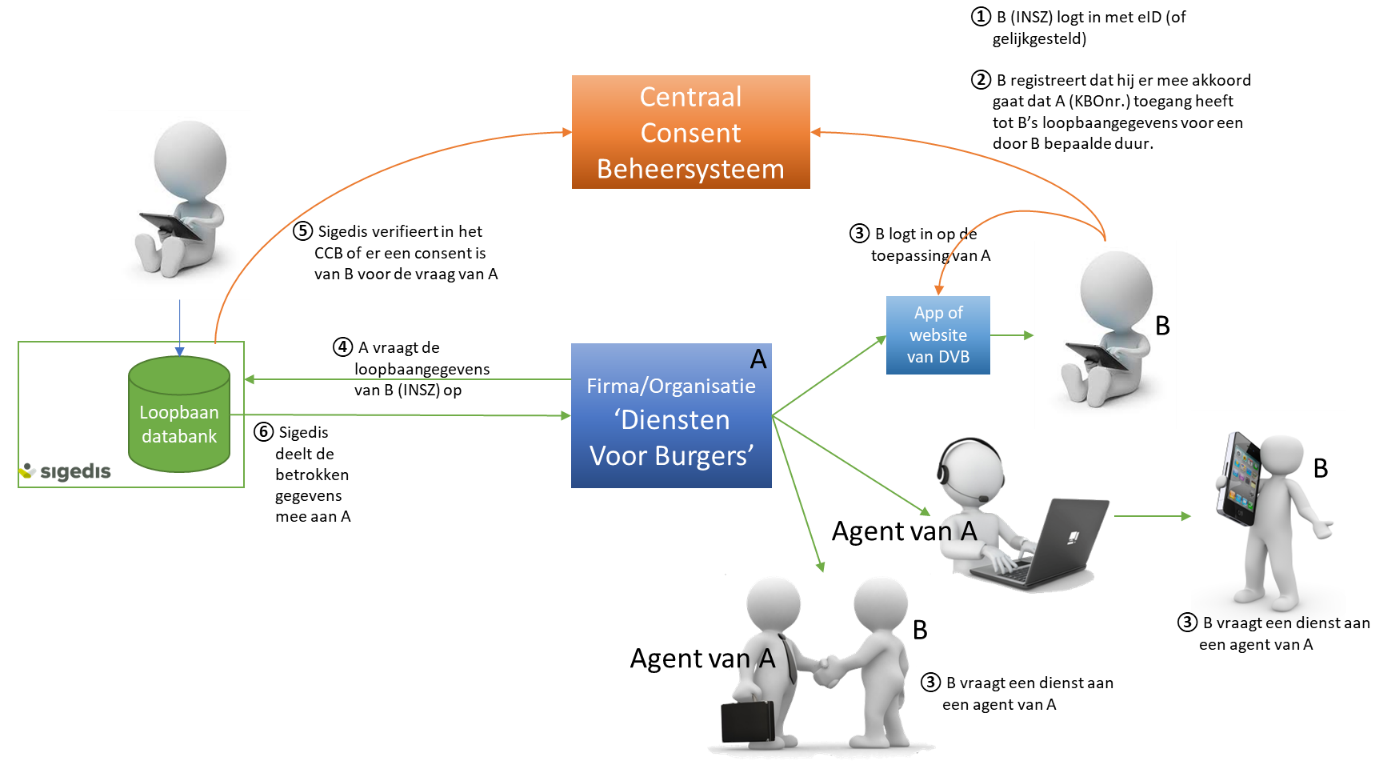 ① B (INSZ) logt in met eID (of
gelijkgesteld)
② B registreert dat hij er mee akkoord
gaat dat A (KBOnr.) toegang heeft
tot B’s loopbaangegevens voor een
door B bepaalde duur.
Centraal
Consent
Beheersysteem
⑤ Sigedis verifieert in het
CCB of er een consent is
van B voor de vraag van A
③ B logt in op de
toepassing van A
App of
website
van DVB
B
④ A vraagt de
loopbaangegevens
van B (INSZ) op
A
Firma/Organisatie
‘Diensten
Voor Burgers’
Loopbaan
databank
sigedis
⑥ Sigedis
deelt de
betrokken
gegevens
mee aan A
Agent van A
B
③ B vraagt een dienst aan
een agent van A
Agent van A
B
③ B vraagt een dienst aan
een agent van A